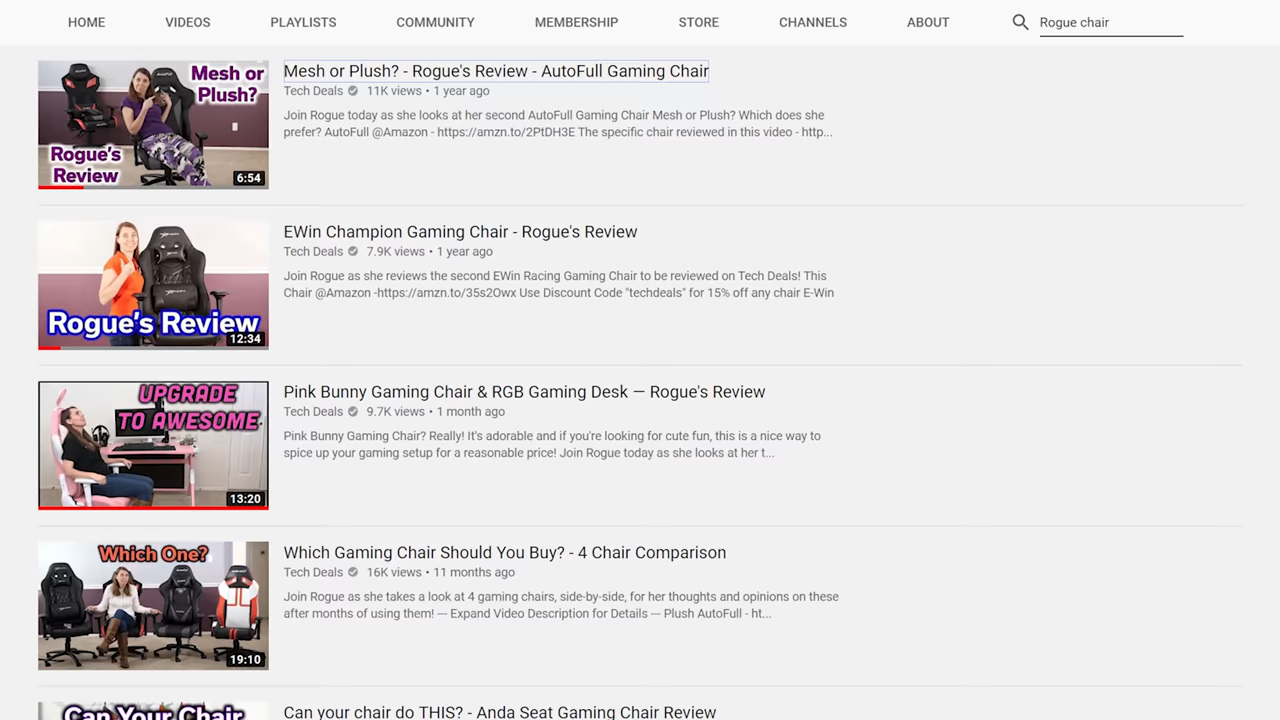 HOME VIDEOS PLAYLISTS COMMUNITY MEMBERSHIP STORE CHANNELS ABOUT Rogue chair
Mesh or
Plush?
Rogue's
Review
6:54
Mesh or Plush? - Rogue's Review - AutoFull Gaming Chair
Tech Deals 11K views • 1 year ago
Join Rogue today as she looks at her second AutoFull Gaming Chair Mesh or Plush? Which does she
prefer? AutoFull @Amazon - https://amzn.to/2PtDH3E The specific chair reviewed in this video - http...
Rogue's Review
12:34
EWin Champion Gaming Chair - Rogue's Review
Tech Deals 7.9K views • 1 year ago
Join Rogue as she reviews the second EWin Racing Gaming Chair to be reviewed on Tech Deals! This
Chair @Amazon -https://amzn.to/35s2Owx Use Discount Code "techdeals" for 15% off any chair E-Win
UPGRADE
TO AWESOME
13:20
Pink Bunny Gaming Chair & RGB Gaming Desk — Rogue's Review
Tech Deals 9.7K views • 1 month ago
Pink Bunny Gaming Chair? Really! It's adorable and if you're looking for cute fun, this is a nice way to
spice up your gaming setup for a reasonable price! Join Rogue today as she looks at her t...
Which One?
19:10
Which Gaming Chair Should You Buy? - 4 Chair Comparison
Tech Deals 16K views • 11 months ago
Join Rogue as she takes a look at 4 gaming chairs, side-by-side, for her thoughts and opinions on these
after months of using them! --- Expand Video Description for Details --- Plush AutoFull - ht...
Can Your Chair
Can your chair do THIS? - Anda Seat Gaming Chair Review